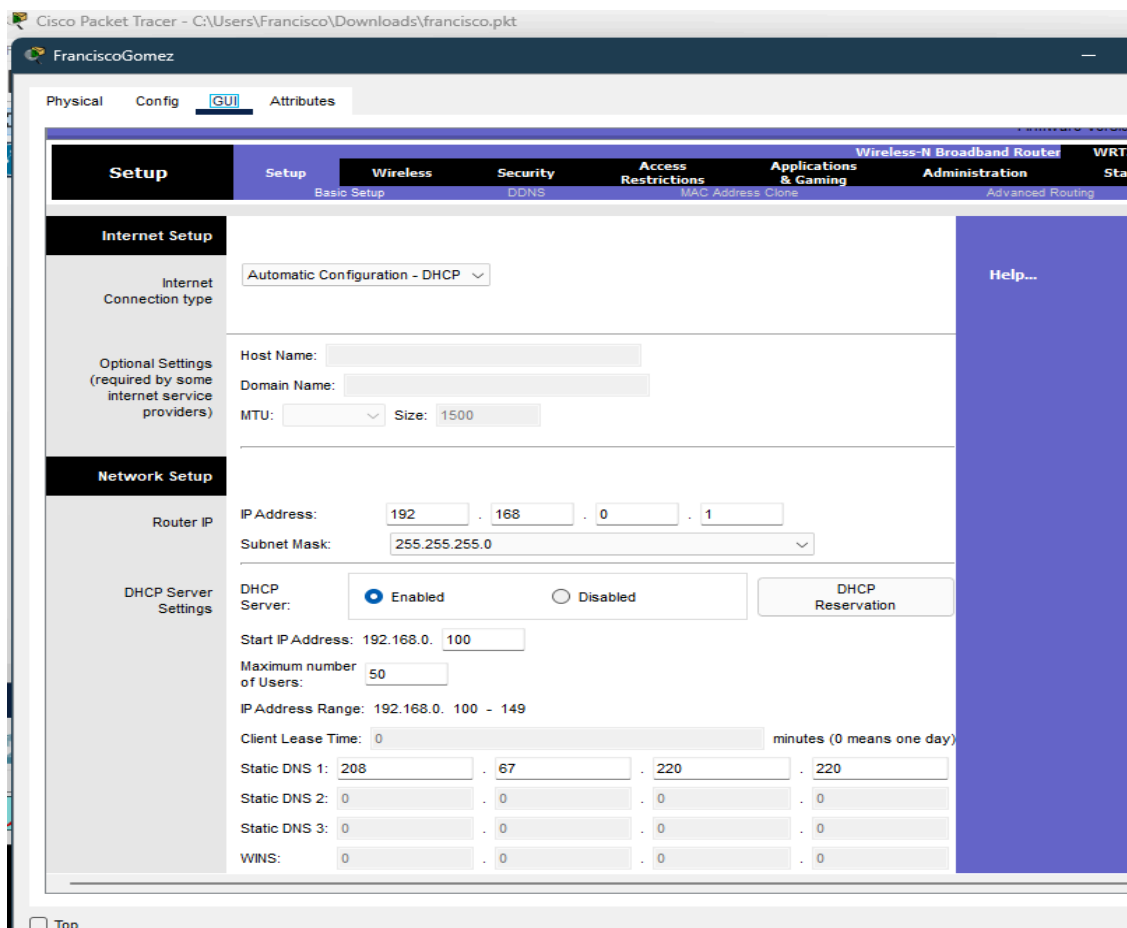 Cisco Packet Tracer - C:\Users\Francisco\Downloads\francisco.pkt
FranciscoGomez
Physical Config GUI Attributes
Wireless-N Broadband Router WRT
Setup Setup Wireless Security Access Restrictions Applications & Gaming Administration Sta
Basic Setup DDNS MAC Address Clone Advanced Routing
Internet Setup
Internet Connection type Automatic Configuration - DHCP
Help...
Optional Settings (required by some internet service providers)
Host Name:
Domain Name:
MTU: Size: 1500
Network Setup
Router IP
IP Address: 192 . 168 . 0 . 1
Subnet Mask: 255.255.255.0
DHCP Server Settings
DHCP Server: Enabled Disabled DHCP Reservation
Start IP Address: 192.168.0. 100
Maximum number of Users: 50
IP Address Range: 192.168.0. 100 - 149
Client Lease Time: 0 minutes (0 means one day)
Static DNS 1: 208 . 67 . 220 . 220
Static DNS 2: 0 . 0 . 0 . 0
Static DNS 3: 0 . 0 . 0 . 0
WINS: 0 . 0 . 0 . 0
Top